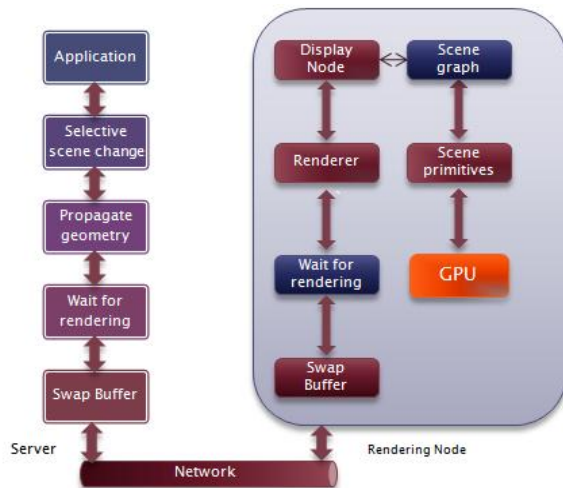 Application
Selective
scene change
Propagate
geometry
Wait for
rendering
Swap Buffer
Server
Display
Node
Scene
graph
Renderer
Scene
primitives
Wait for
rendering
GPU
Swap
Buffer
Rendering Node
Network